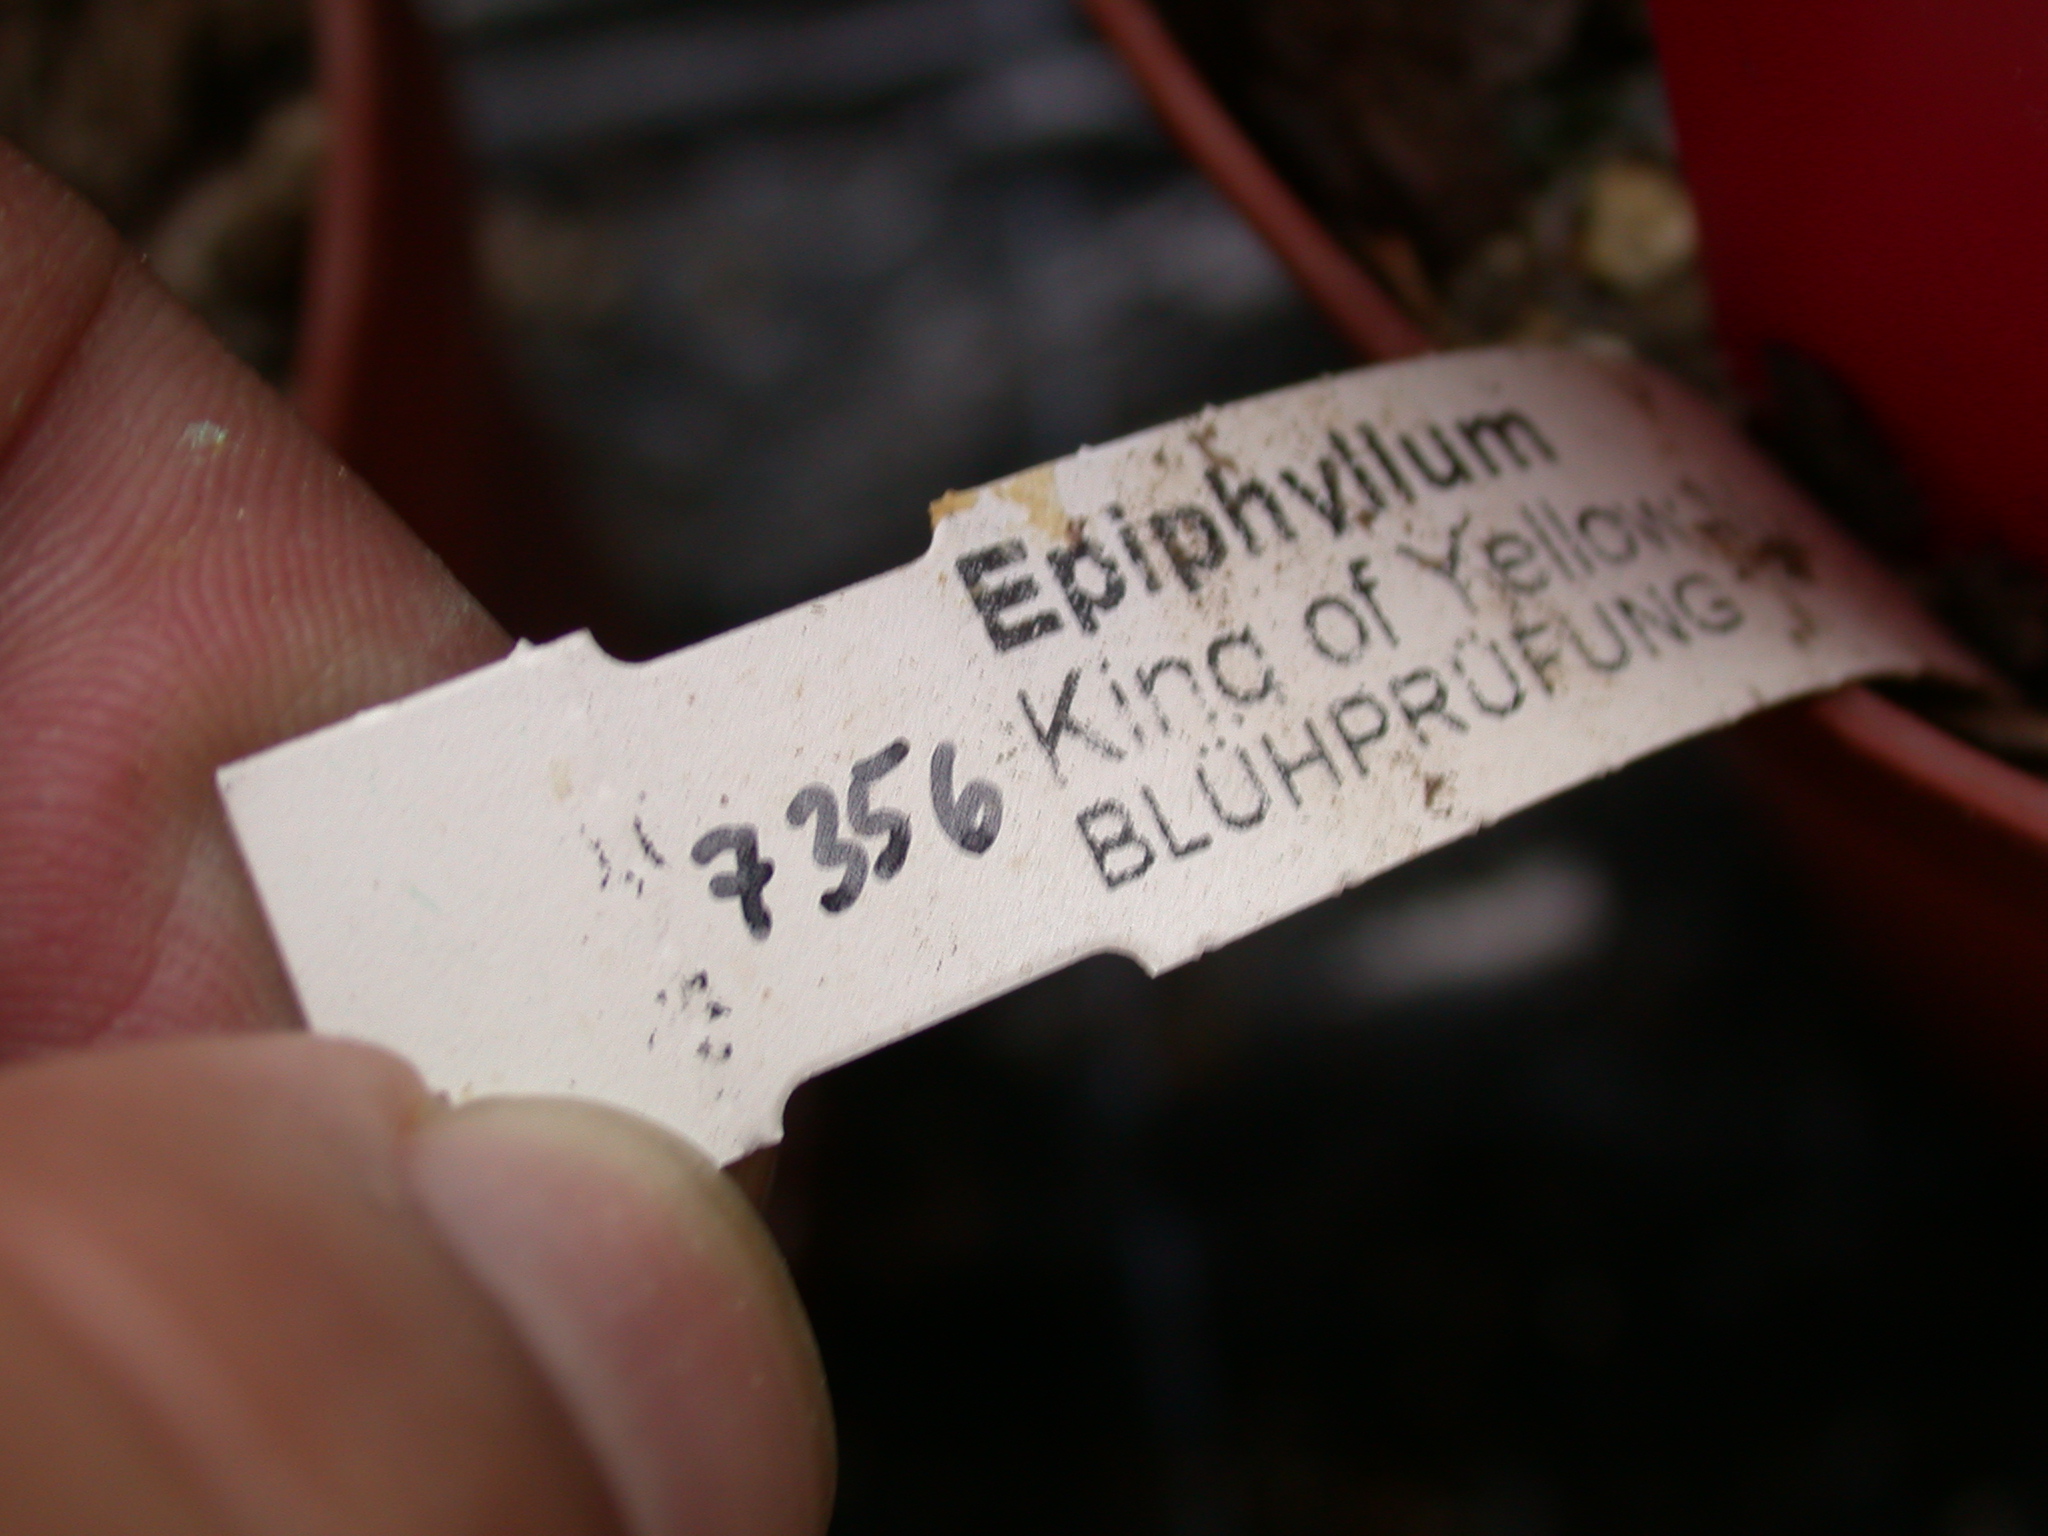 Epiphyllum
King of Yellow
BLÜHPRÜFUNG
7356